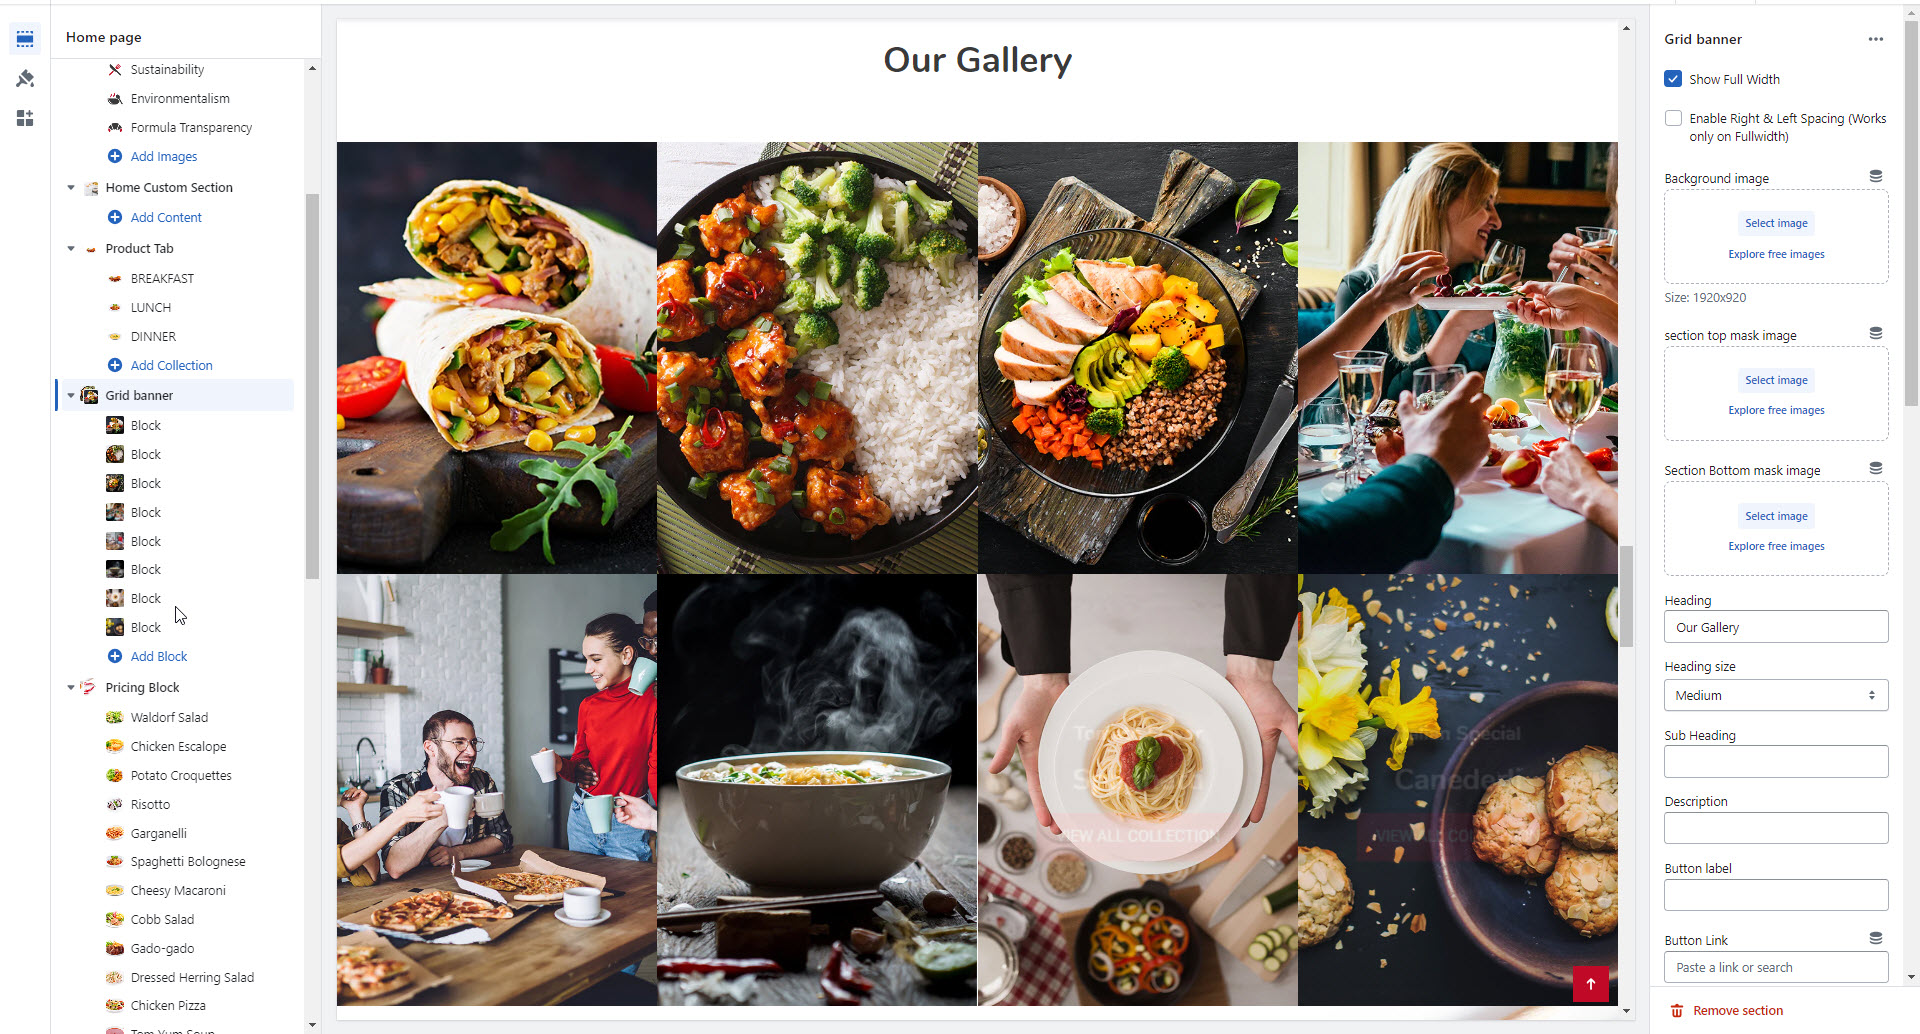 Home page
Sustainability
Environmentalism
Formula Transparency
Add Images
Home Custom Section
Add Content
Product Tab
BREAKFAST
LUNCH
DINNER
Add Collection
Grid banner
Block
Block
Block
Block
Block
Block
Block
Block
Add Block
Pricing Block
Waldorf Salad
Chicken Escalope
Potato Croquettes
Risotto
Garganelli
Spaghetti Bolognese
Cheesy Macaroni
Cobb Salad
Gado-gado
Dressed Herring Salad
Chicken Pizza
Tom Yum Soup
Our Gallery
VIEW ALL COLLECTION
Special
Canederli
VIEW ALL
Grid banner
Show Full Width
Enable Right & Left Spacing (Works
only on Fullwidth)
Background image
Select image
Explore free images
Size: 1920x920
section top mask image
Select image
Explore free images
Section Bottom mask image
Select image
Explore free images
Heading
Our Gallery
Heading size
Medium
Sub Heading
Description
Button label
Button Link
Paste a link or search
Remove section